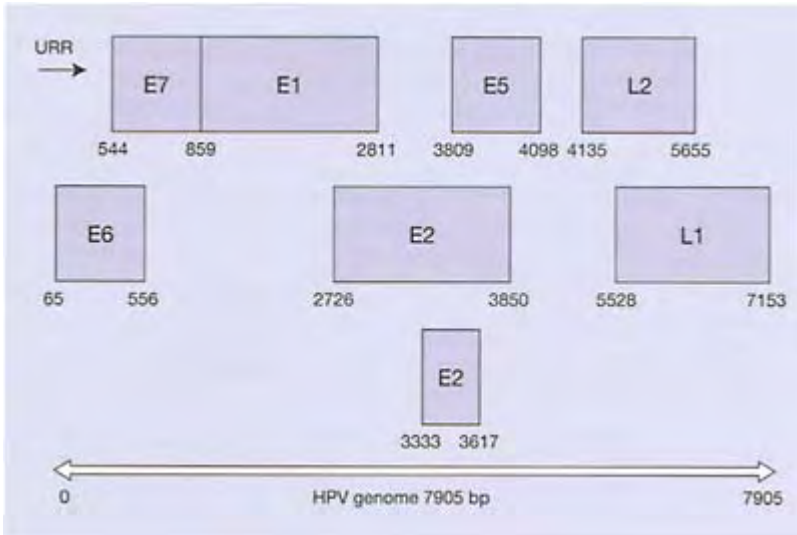 URR
E7 E1 E5 L2
544 859 2811 3809 4098 4135 5655
E6 E2 L1
65 556 2726 3850 5528 7153
E2
3333 3617
0 HPV genome 7905 bp 7905